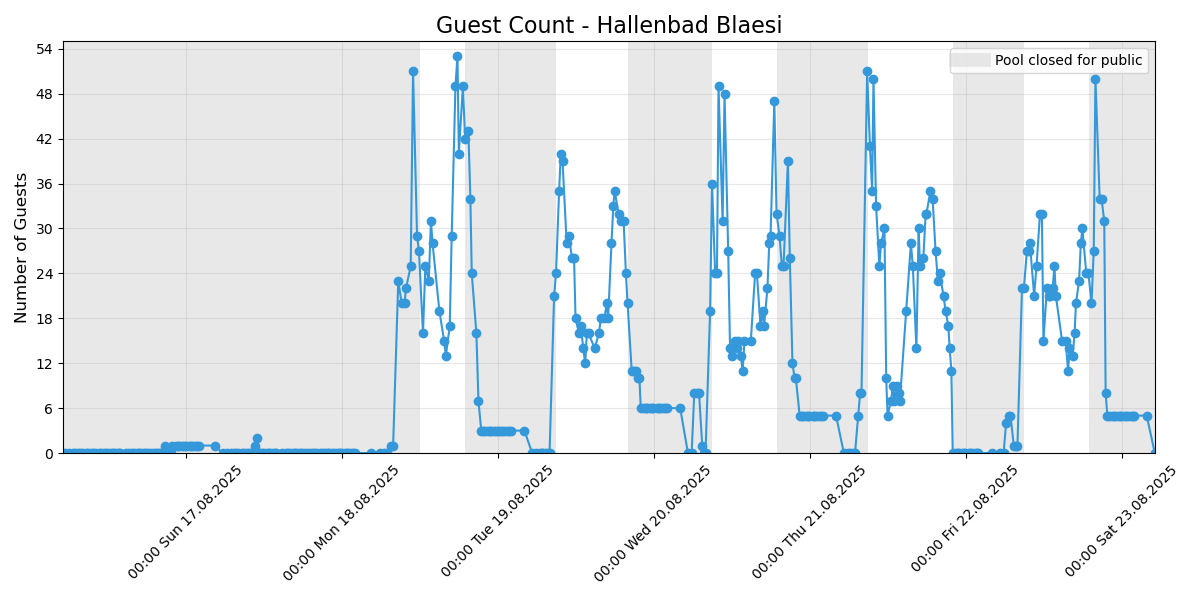 Guest Count - Hallenbad Blaesi
Pool closed for public
Number of Guests
54
48
42
36
30
24
18
12
6
0
00:00 Sun 17.08.2025
00:00 Mon 18.08.2025
00:00 Tue 19.08.2025
00:00 Wed 20.08.2025
00:00 Thu 21.08.2025
00:00 Fri 22.08.2025
00:00 Sat 23.08.2025